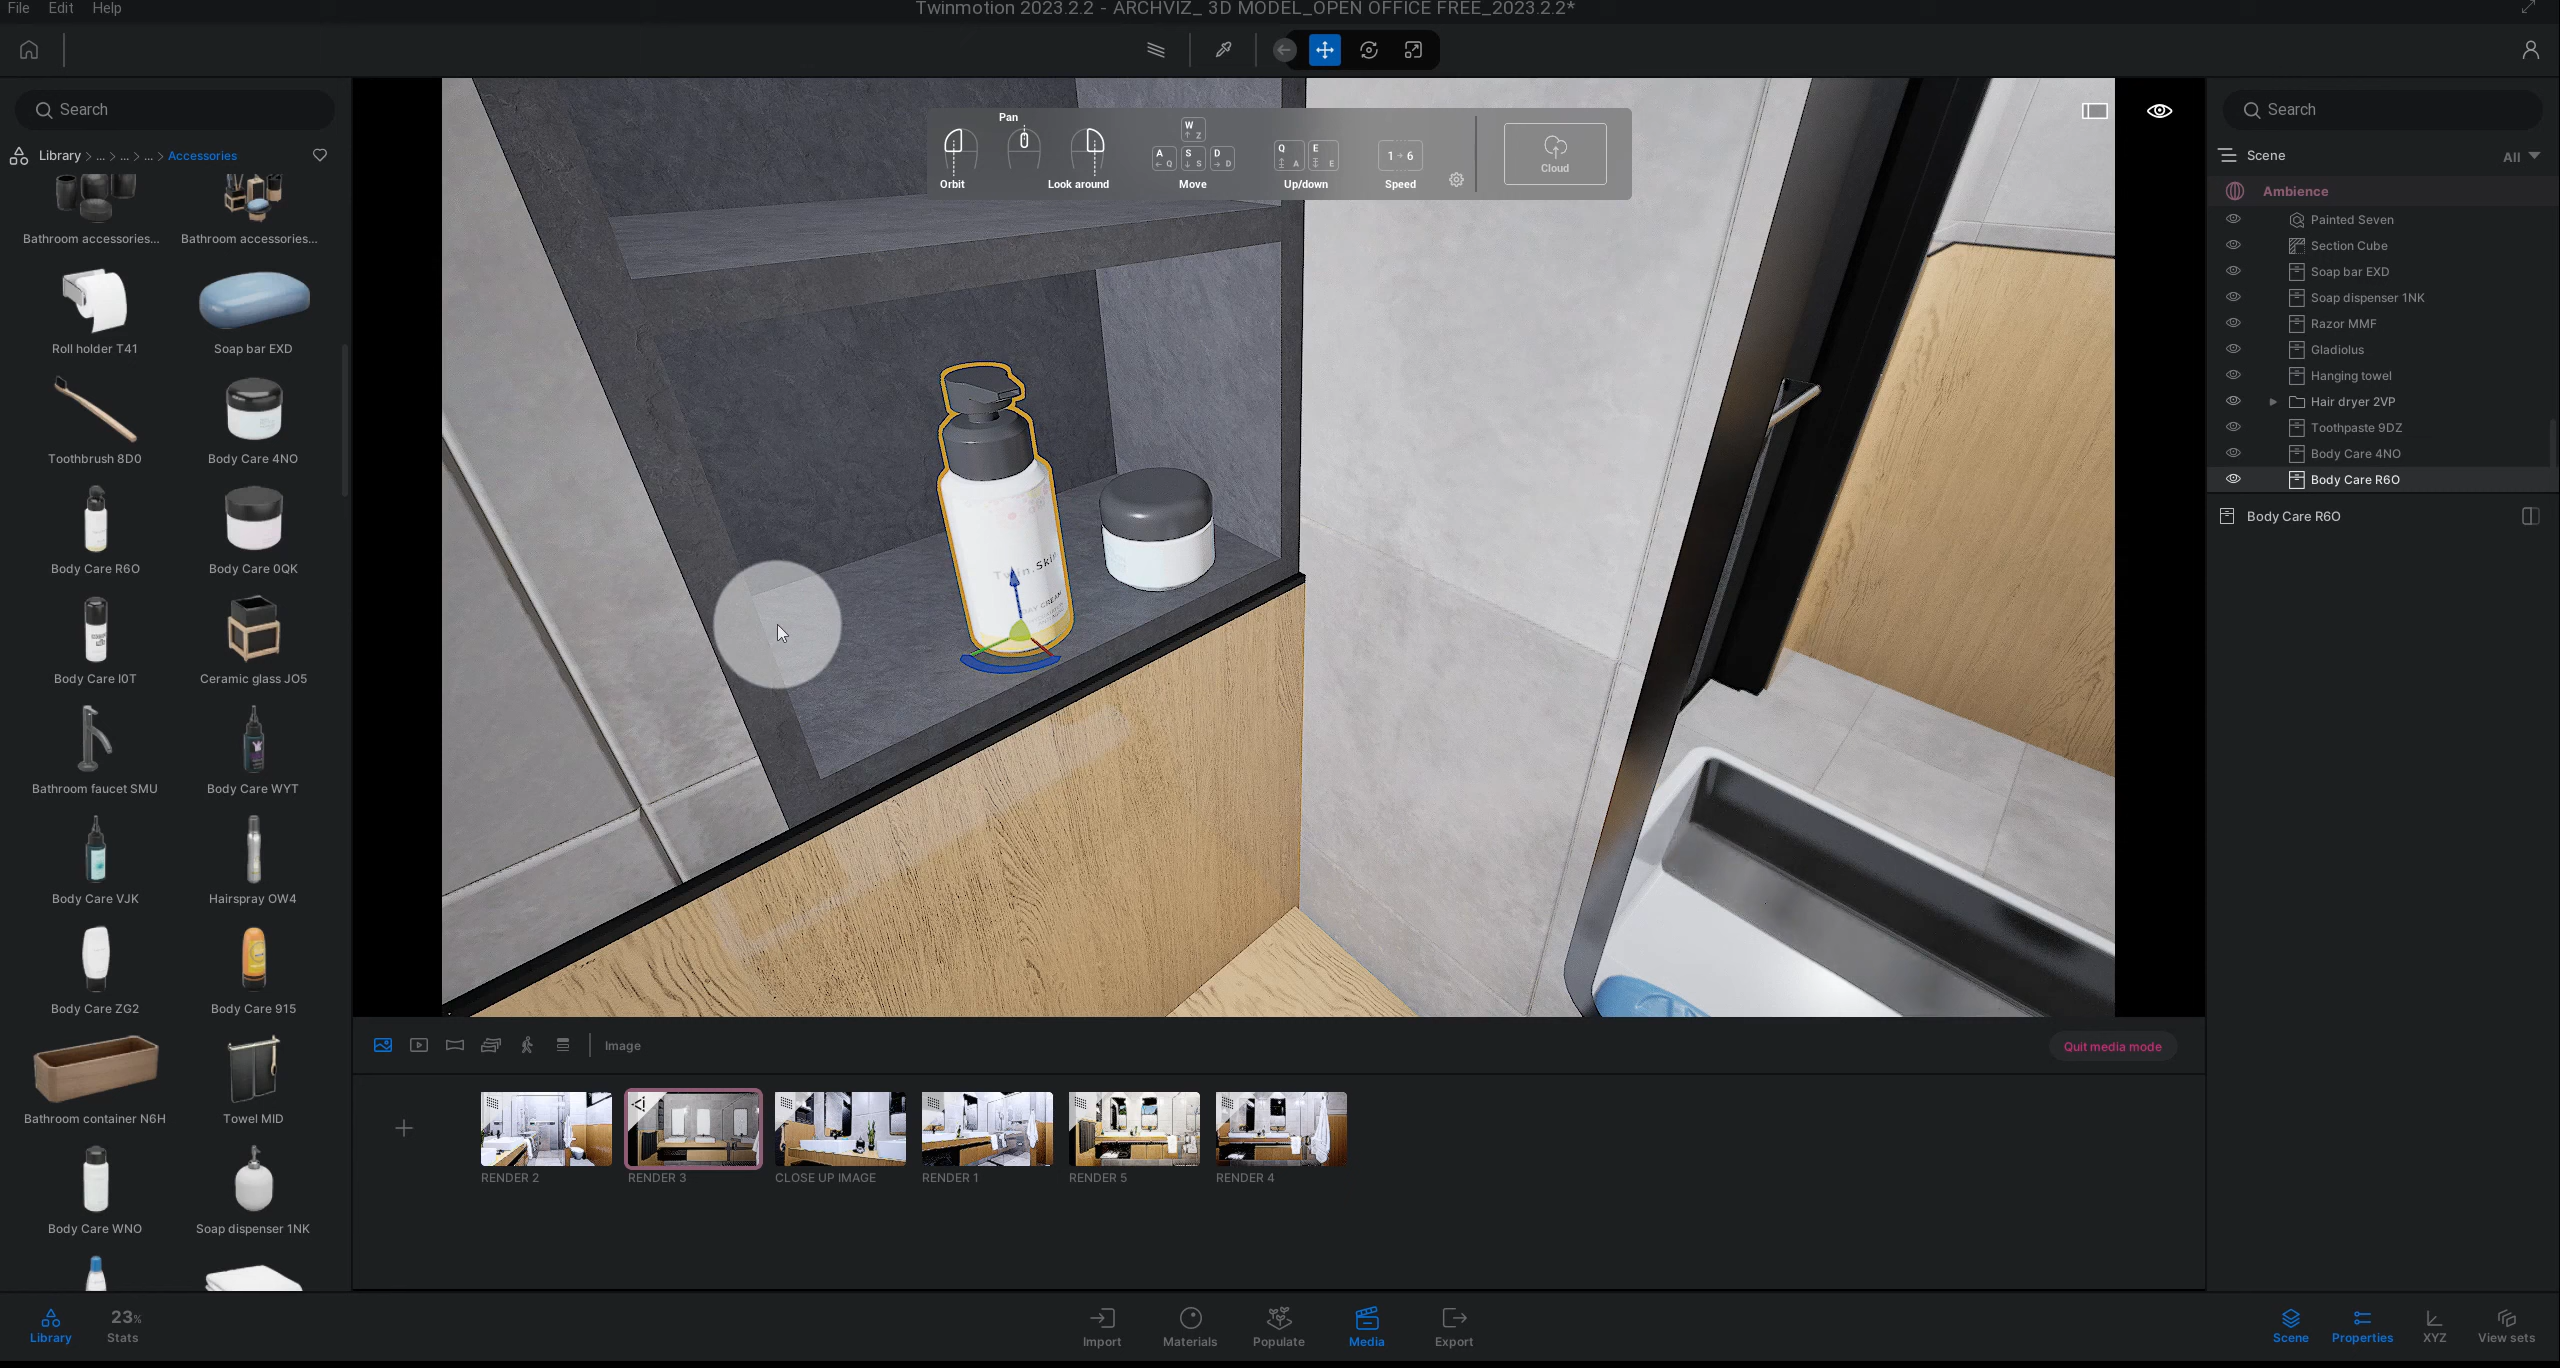 File Edit Help
Twinmotion 2023.2.2 - ARCHVIZ_ 3D MODEL_OPEN OFFICE FREE_2023.2.2*
Search
Library > ... > ... > ... > Accessories
Bathroom accessories...
Bathroom accessories...
Roll holder T41
Soap bar EXD
Toothbrush 8D0
Body Care 4NO
Body Care R6O
Body Care 0QK
Body Care I0T
Ceramic glass JO5
Bathroom faucet SMU
Body Care WYT
Body Care VJK
Hairspray OW4
Body Care ZG2
Body Care 915
Bathroom container N6H
Towel MID
Body Care WNO
Soap dispenser 1NK
Pan
Orbit
Look around
W
Z
A
Q
S
S
D
D
Move
Q
A
E
E
Up/down
1 - 6
Speed
Cloud
Twin.Skin
DAY CREAM
Search
Scene
All
Ambience
Painted Seven
Section Cube
Soap bar EXD
Soap dispenser 1NK
Razor MMF
Gladiolus
Hanging towel
Hair dryer 2VP
Toothpaste 9DZ
Body Care 4NO
Body Care R6O
Body Care R6O
Image
Quit media mode
RENDER 2
RENDER 3
CLOSE UP IMAGE
RENDER 1
RENDER 5
RENDER 4
Library
23%
Stats
Import
Materials
Populate
Media
Export
Scene
Properties
XYZ
View sets